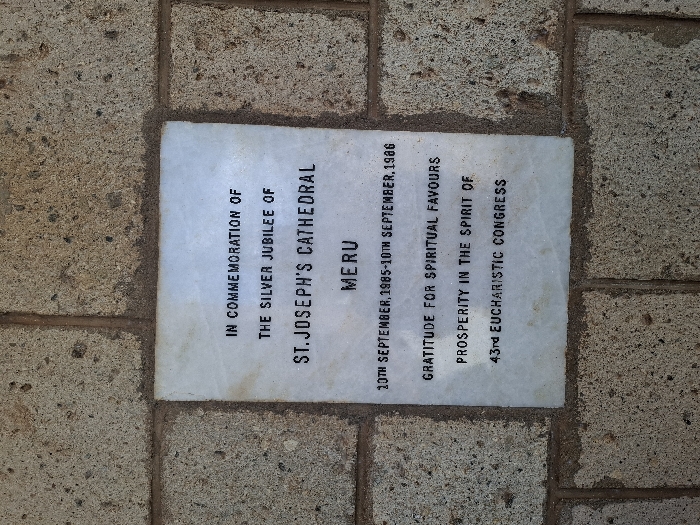 IN COMMEMORATION OF
THE SILVER JUBILEE OF
ST.JOSEPH'S CATHEDRAL
MERU
10TH SEPTEMBER,1985-10TH SEPTEMBER,1986
GRATITUDE FOR SPIRITUAL FAVOURS
PROSPERITY IN THE SPIRIT OF
43rd EUCHARISTIC CONGRESS